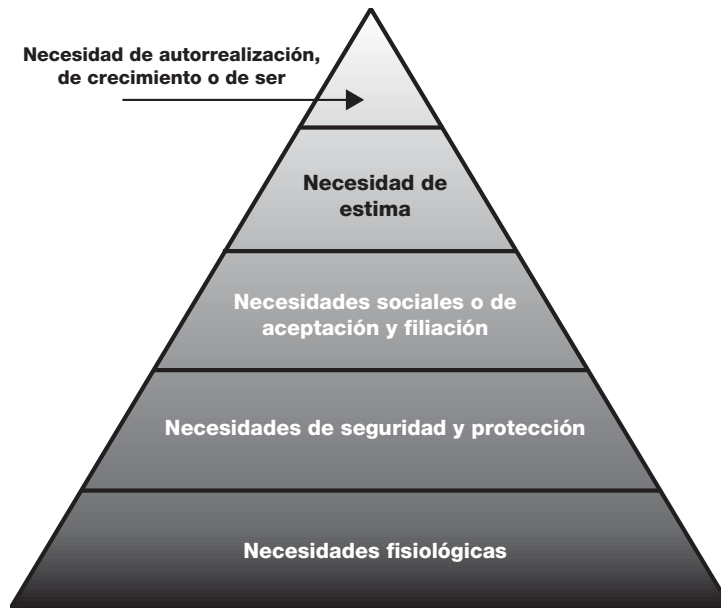 Necesidad de autorrealización,
de crecimiento o de ser
Necesidad de
estima
Necesidades sociales o de
aceptación y filiación
Necesidades de seguridad y protección
Necesidades fisiológicas